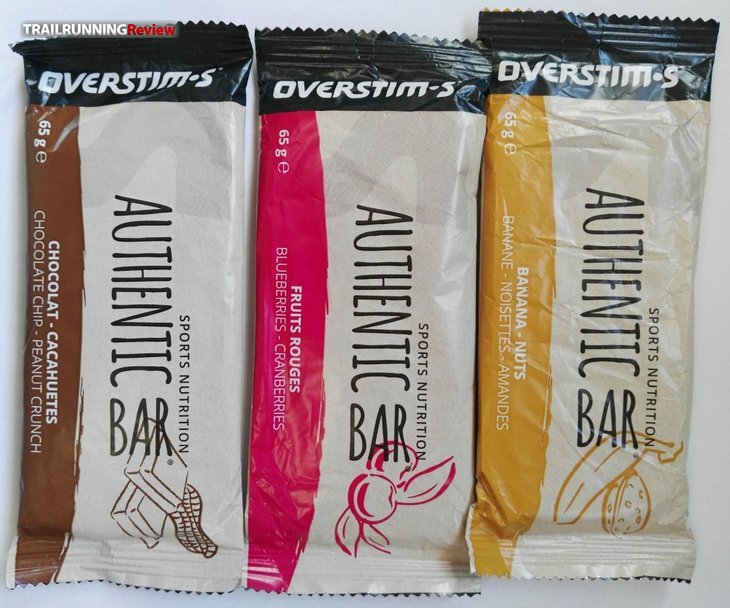 TRAILRUNNINGReview
OVERSTIM•S
65 g ℮
CHOCOLAT - CACAHUETES
CHOCOLATE CHIP - PEANUT CRUNCH
AUTHENTIC BAR®
SPORTS NUTRITION
OVERSTIM•S
65 g ℮
FRUITS ROUGES
BLUEBERRIES - CRANBERRIES
AUTHENTIC BAR
SPORTS NUTRITION
OVERSTIM•S
65 g ℮
BANANA - NUTS
BANANE - NOISETTES - AMANDES
AUTHENTIC BAR®
SPORTS NUTRITION